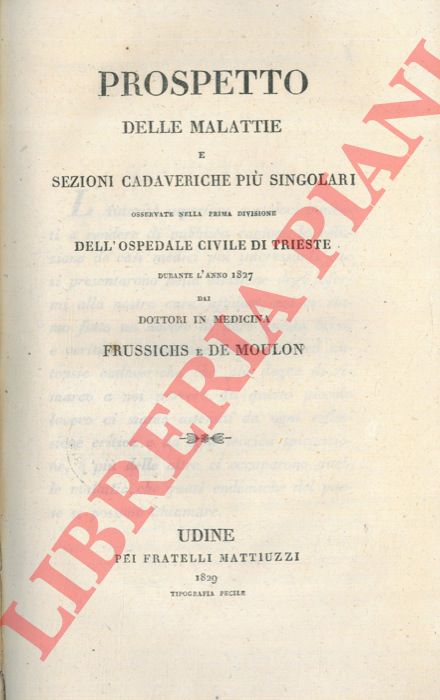 PROSPETTO
DELLE MALATTIE
E
SEZIONI CADAVERICHE PIÙ SINGOLARI
OSSERVATE NELLA PRIMA DIVISIONE
DELL'OSPEDALE CIVILE DI TRIESTE
DURANTE L'ANNO 1827
DAI
DOTTORI IN MEDICINA
FRUSSICHS E DE MOULON
UDINE
PEI FRATELLI MATTIUZZI
1829
TIPOGRAFIA PECILE
LIBRERIA PIANI